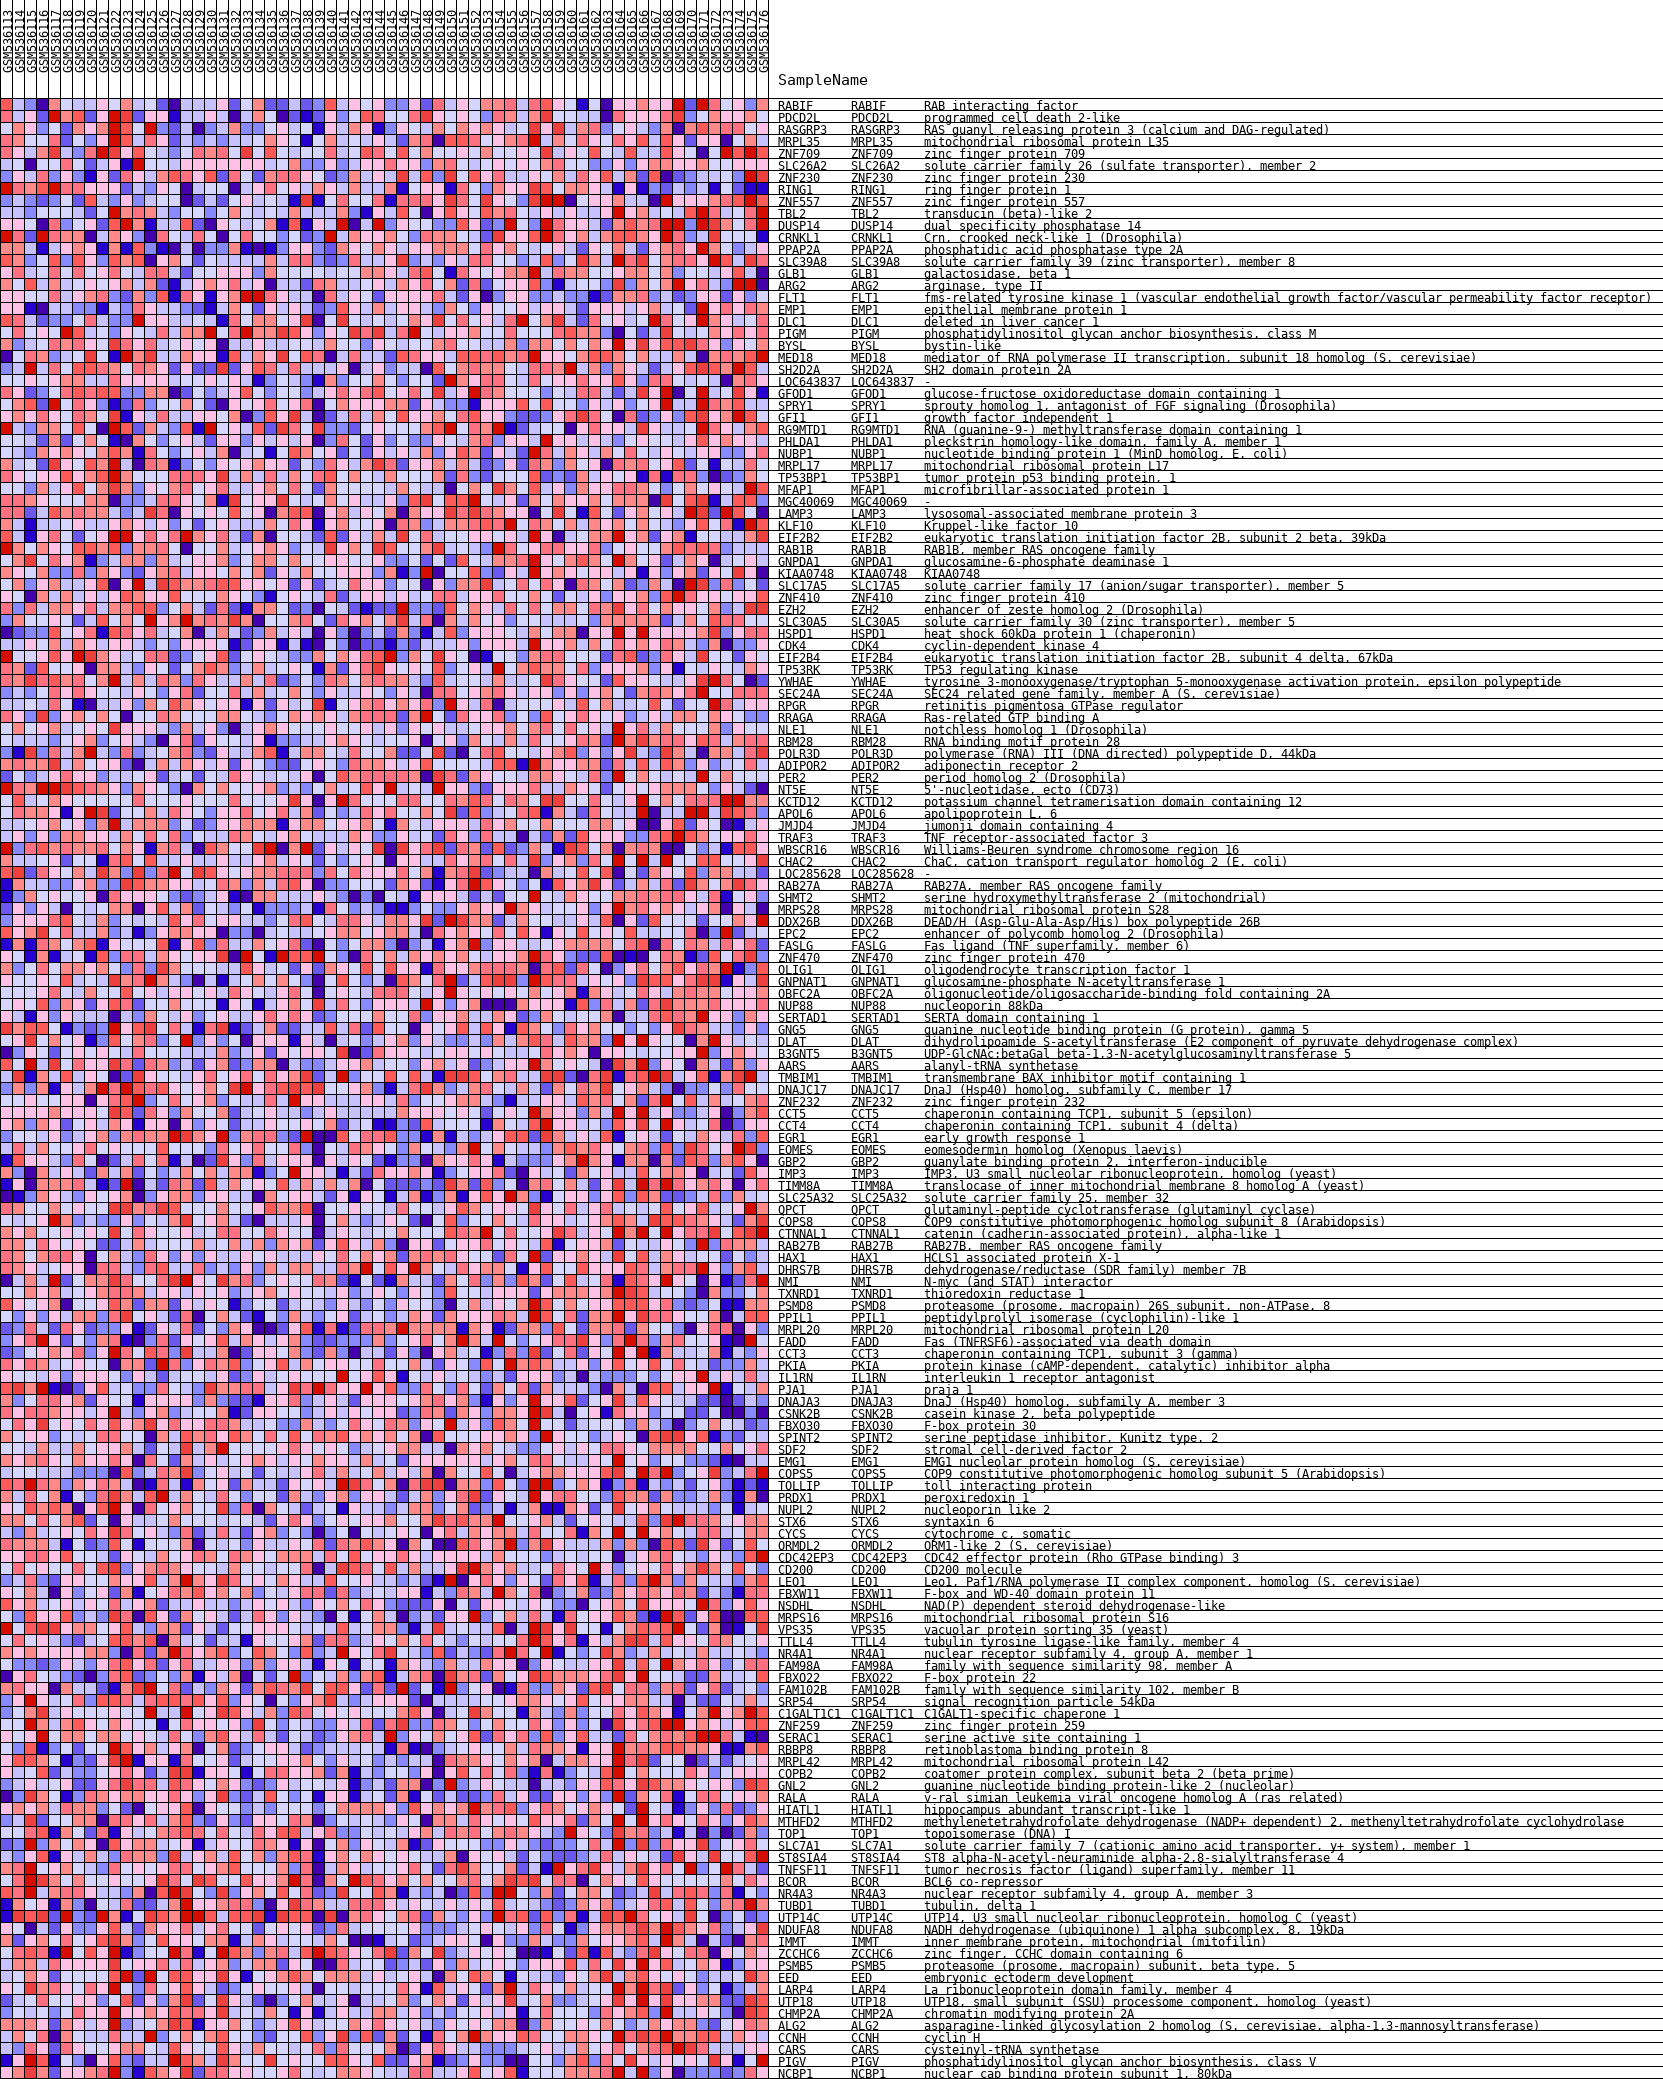 GSM536113 GSM536114 GSM536115 GSM536116 GSM536117 GSM536118 GSM536119 GSM536120 GSM536121 GSM536122 GSM536123 GSM536124 GSM536125 GSM536126 GSM536127 GSM536128 GSM536129 GSM536130 GSM536131 GSM536132 GSM536133 GSM536134 GSM536135 GSM536136 GSM536137 GSM536138 GSM536139 GSM536140 GSM536141 GSM536142 GSM536143 GSM536144 GSM536145 GSM536146 GSM536147 GSM536148 GSM536149 GSM536150 GSM536151 GSM536152 GSM536153 GSM536154 GSM536155 GSM536156 GSM536157 GSM536158 GSM536159 GSM536160 GSM536161 GSM536162 GSM536163 GSM536164 GSM536165 GSM536166 GSM536167 GSM536168 GSM536169 GSM536170 GSM536171 GSM536172 GSM536173 GSM536174 GSM536175 GSM536176
SampleName
RABIF RABIF RAB interacting factor
PDCD2L PDCD2L programmed cell death 2-like
RASGRP3 RASGRP3 RAS guanyl releasing protein 3 (calcium and DAG-regulated)
MRPL35 MRPL35 mitochondrial ribosomal protein L35
ZNF709 ZNF709 zinc finger protein 709
SLC26A2 SLC26A2 solute carrier family 26 (sulfate transporter), member 2
ZNF230 ZNF230 zinc finger protein 230
RING1 RING1 ring finger protein 1
ZNF557 ZNF557 zinc finger protein 557
TBL2 TBL2 transducin (beta)-like 2
DUSP14 DUSP14 dual specificity phosphatase 14
CRNKL1 CRNKL1 Crn, crooked neck-like 1 (Drosophila)
PPAP2A PPAP2A phosphatidic acid phosphatase type 2A
SLC39A8 SLC39A8 solute carrier family 39 (zinc transporter), member 8
GLB1 GLB1 galactosidase, beta 1
ARG2 ARG2 arginase, type II
FLT1 FLT1 fms-related tyrosine kinase 1 (vascular endothelial growth factor/vascular permeability factor receptor)
EMP1 EMP1 epithelial membrane protein 1
DLC1 DLC1 deleted in liver cancer 1
PIGM PIGM phosphatidylinositol glycan anchor biosynthesis, class M
BYSL BYSL bystin-like
MED18 MED18 mediator of RNA polymerase II transcription, subunit 18 homolog (S. cerevisiae)
SH2D2A SH2D2A SH2 domain protein 2A
LOC643837 LOC643837 -
GFOD1 GFOD1 glucose-fructose oxidoreductase domain containing 1
SPRY1 SPRY1 sprouty homolog 1, antagonist of FGF signaling (Drosophila)
GFI1 GFI1 growth factor independent 1
RG9MTD1 RG9MTD1 RNA (guanine-9-) methyltransferase domain containing 1
PHLDA1 PHLDA1 pleckstrin homology-like domain, family A, member 1
NUBP1 NUBP1 nucleotide binding protein 1 (MinD homolog, E. coli)
MRPL17 MRPL17 mitochondrial ribosomal protein L17
TP53BP1 TP53BP1 tumor protein p53 binding protein, 1
MFAP1 MFAP1 microfibrillar-associated protein 1
MGC40069 MGC40069 -
LAMP3 LAMP3 lysosomal-associated membrane protein 3
KLF10 KLF10 Kruppel-like factor 10
EIF2B2 EIF2B2 eukaryotic translation initiation factor 2B, subunit 2 beta, 39kDa
RAB1B RAB1B RAB1B, member RAS oncogene family
GNPDA1 GNPDA1 glucosamine-6-phosphate deaminase 1
KIAA0748 KIAA0748 KIAA0748
SLC17A5 SLC17A5 solute carrier family 17 (anion/sugar transporter), member 5
ZNF410 ZNF410 zinc finger protein 410
EZH2 EZH2 enhancer of zeste homolog 2 (Drosophila)
SLC30A5 SLC30A5 solute carrier family 30 (zinc transporter), member 5
HSPD1 HSPD1 heat shock 60kDa protein 1 (chaperonin)
CDK4 CDK4 cyclin-dependent kinase 4
EIF2B4 EIF2B4 eukaryotic translation initiation factor 2B, subunit 4 delta, 67kDa
TP53RK TP53RK TP53 regulating kinase
YWHAE YWHAE tyrosine 3-monooxygenase/tryptophan 5-monooxygenase activation protein, epsilon polypeptide
SEC24A SEC24A SEC24 related gene family, member A (S. cerevisiae)
RPGR RPGR retinitis pigmentosa GTPase regulator
RRAGA RRAGA Ras-related GTP binding A
NLE1 NLE1 notchless homolog 1 (Drosophila)
RBM28 RBM28 RNA binding motif protein 28
POLR3D POLR3D polymerase (RNA) III (DNA directed) polypeptide D, 44kDa
ADIPOR2 ADIPOR2 adiponectin receptor 2
PER2 PER2 period homolog 2 (Drosophila)
NT5E NT5E 5'-nucleotidase, ecto (CD73)
KCTD12 KCTD12 potassium channel tetramerisation domain containing 12
APOL6 APOL6 apolipoprotein L, 6
JMJD4 JMJD4 jumonji domain containing 4
TRAF3 TRAF3 TNF receptor-associated factor 3
WBSCR16 WBSCR16 Williams-Beuren syndrome chromosome region 16
CHAC2 CHAC2 ChaC, cation transport regulator homolog 2 (E. coli)
LOC285628 LOC285628 -
RAB27A RAB27A RAB27A, member RAS oncogene family
SHMT2 SHMT2 serine hydroxymethyltransferase 2 (mitochondrial)
MRPS28 MRPS28 mitochondrial ribosomal protein S28
DDX26B DDX26B DEAD/H (Asp-Glu-Ala-Asp/His) box polypeptide 26B
EPC2 EPC2 enhancer of polycomb homolog 2 (Drosophila)
FASLG FASLG Fas ligand (TNF superfamily, member 6)
ZNF470 ZNF470 zinc finger protein 470
OLIG1 OLIG1 oligodendrocyte transcription factor 1
GNPNAT1 GNPNAT1 glucosamine-phosphate N-acetyltransferase 1
OBFC2A OBFC2A oligonucleotide/oligosaccharide-binding fold containing 2A
NUP88 NUP88 nucleoporin 88kDa
SERTAD1 SERTAD1 SERTA domain containing 1
GNG5 GNG5 guanine nucleotide binding protein (G protein), gamma 5
DLAT DLAT dihydrolipoamide S-acetyltransferase (E2 component of pyruvate dehydrogenase complex)
B3GNT5 B3GNT5 UDP-GlcNAc:betaGal beta-1,3-N-acetylglucosaminyltransferase 5
AARS AARS alanyl-tRNA synthetase
TMBIM1 TMBIM1 transmembrane BAX inhibitor motif containing 1
DNAJC17 DNAJC17 DnaJ (Hsp40) homolog, subfamily C, member 17
ZNF232 ZNF232 zinc finger protein 232
CCT5 CCT5 chaperonin containing TCP1, subunit 5 (epsilon)
CCT4 CCT4 chaperonin containing TCP1, subunit 4 (delta)
EGR1 EGR1 early growth response 1
EOMES EOMES eomesodermin homolog (Xenopus laevis)
GBP2 GBP2 guanylate binding protein 2, interferon-inducible
IMP3 IMP3 IMP3, U3 small nucleolar ribonucleoprotein, homolog (yeast)
TIMM8A TIMM8A translocase of inner mitochondrial membrane 8 homolog A (yeast)
SLC25A32 SLC25A32 solute carrier family 25, member 32
QPCT QPCT glutaminyl-peptide cyclotransferase (glutaminyl cyclase)
COPS8 COPS8 COP9 constitutive photomorphogenic homolog subunit 8 (Arabidopsis)
CTNNAL1 CTNNAL1 catenin (cadherin-associated protein), alpha-like 1
RAB27B RAB27B RAB27B, member RAS oncogene family
HAX1 HAX1 HCLS1 associated protein X-1
DHRS7B DHRS7B dehydrogenase/reductase (SDR family) member 7B
NMI NMI N-myc (and STAT) interactor
TXNRD1 TXNRD1 thioredoxin reductase 1
PSMD8 PSMD8 proteasome (prosome, macropain) 26S subunit, non-ATPase, 8
PPIL1 PPIL1 peptidylprolyl isomerase (cyclophilin)-like 1
MRPL20 MRPL20 mitochondrial ribosomal protein L20
FADD FADD Fas (TNFRSF6)-associated via death domain
CCT3 CCT3 chaperonin containing TCP1, subunit 3 (gamma)
PKIA PKIA protein kinase (cAMP-dependent, catalytic) inhibitor alpha
IL1RN IL1RN interleukin 1 receptor antagonist
PJA1 PJA1 praja 1
DNAJA3 DNAJA3 DnaJ (Hsp40) homolog, subfamily A, member 3
CSNK2B CSNK2B casein kinase 2, beta polypeptide
FBXO30 FBXO30 F-box protein 30
SPINT2 SPINT2 serine peptidase inhibitor, Kunitz type, 2
SDF2 SDF2 stromal cell-derived factor 2
EMG1 EMG1 EMG1 nucleolar protein homolog (S. cerevisiae)
COPS5 COPS5 COP9 constitutive photomorphogenic homolog subunit 5 (Arabidopsis)
TOLLIP TOLLIP toll interacting protein
PRDX1 PRDX1 peroxiredoxin 1
NUPL2 NUPL2 nucleoporin like 2
STX6 STX6 syntaxin 6
CYCS CYCS cytochrome c, somatic
ORMDL2 ORMDL2 ORM1-like 2 (S. cerevisiae)
CDC42EP3 CDC42EP3 CDC42 effector protein (Rho GTPase binding) 3
CD200 CD200 CD200 molecule
LEO1 LEO1 Leo1, Paf1/RNA polymerase II complex component, homolog (S. cerevisiae)
FBXW11 FBXW11 F-box and WD-40 domain protein 11
NSDHL NSDHL NAD(P) dependent steroid dehydrogenase-like
MRPS16 MRPS16 mitochondrial ribosomal protein S16
VPS35 VPS35 vacuolar protein sorting 35 (yeast)
TTLL4 TTLL4 tubulin tyrosine ligase-like family, member 4
NR4A1 NR4A1 nuclear receptor subfamily 4, group A, member 1
FAM98A FAM98A family with sequence similarity 98, member A
FBXO22 FBXO22 F-box protein 22
FAM102B FAM102B family with sequence similarity 102, member B
SRP54 SRP54 signal recognition particle 54kDa
C1GALT1C1 C1GALT1C1 C1GALT1-specific chaperone 1
ZNF259 ZNF259 zinc finger protein 259
SERAC1 SERAC1 serine active site containing 1
RBBP8 RBBP8 retinoblastoma binding protein 8
MRPL42 MRPL42 mitochondrial ribosomal protein L42
COPB2 COPB2 coatomer protein complex, subunit beta 2 (beta prime)
GNL2 GNL2 guanine nucleotide binding protein-like 2 (nucleolar)
RALA RALA v-ral simian leukemia viral oncogene homolog A (ras related)
HIATL1 HIATL1 hippocampus abundant transcript-like 1
MTHFD2 MTHFD2 methylenetetrahydrofolate dehydrogenase (NADP+ dependent) 2, methenyltetrahydrofolate cyclohydrolase
TOP1 TOP1 topoisomerase (DNA) I
SLC7A1 SLC7A1 solute carrier family 7 (cationic amino acid transporter, y+ system), member 1
ST8SIA4 ST8SIA4 ST8 alpha-N-acetyl-neuraminide alpha-2,8-sialyltransferase 4
TNFSF11 TNFSF11 tumor necrosis factor (ligand) superfamily, member 11
BCOR BCOR BCL6 co-repressor
NR4A3 NR4A3 nuclear receptor subfamily 4, group A, member 3
TUBD1 TUBD1 tubulin, delta 1
UTP14C UTP14C UTP14, U3 small nucleolar ribonucleoprotein, homolog C (yeast)
NDUFA8 NDUFA8 NADH dehydrogenase (ubiquinone) 1 alpha subcomplex, 8, 19kDa
IMMT IMMT inner membrane protein, mitochondrial (mitofilin)
ZCCHC6 ZCCHC6 zinc finger, CCHC domain containing 6
PSMB5 PSMB5 proteasome (prosome, macropain) subunit, beta type, 5
EED EED embryonic ectoderm development
LARP4 LARP4 La ribonucleoprotein domain family, member 4
UTP18 UTP18 UTP18, small subunit (SSU) processome component, homolog (yeast)
CHMP2A CHMP2A chromatin modifying protein 2A
ALG2 ALG2 asparagine-linked glycosylation 2 homolog (S. cerevisiae, alpha-1,3-mannosyltransferase)
CCNH CCNH cyclin H
CARS CARS cysteinyl-tRNA synthetase
PIGV PIGV phosphatidylinositol glycan anchor biosynthesis, class V
NCBP1 NCBP1 nuclear cap binding protein subunit 1, 80kDa